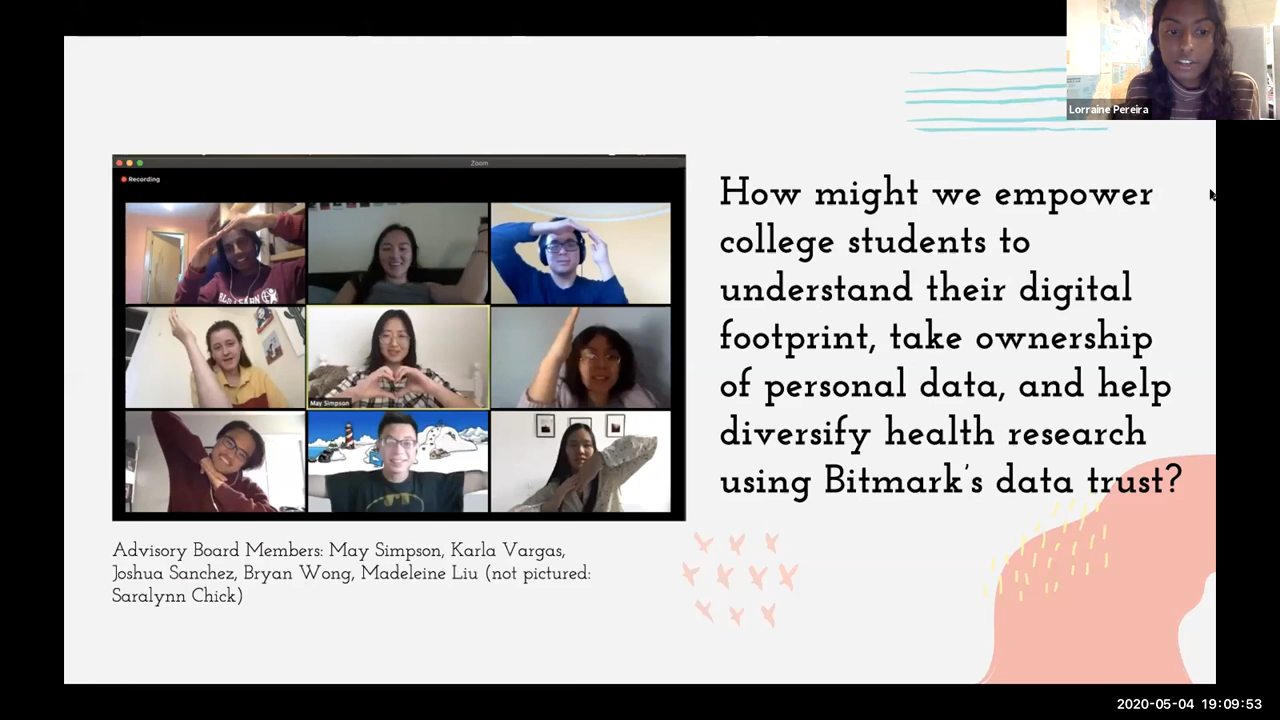 Lorraine Pereira
Zoom
Recording
May Simpson
How might we empower
college students to
understand their digital
footprint, take ownership
of personal data, and help
diversify health research
using Bitmark's data trust?
Advisory Board Members: May Simpson, Karla Vargas,
Joshua Sanchez, Bryan Wong, Madeleine Liu (not pictured:
Saralynn Chick)
2020-05-04 19:09:53